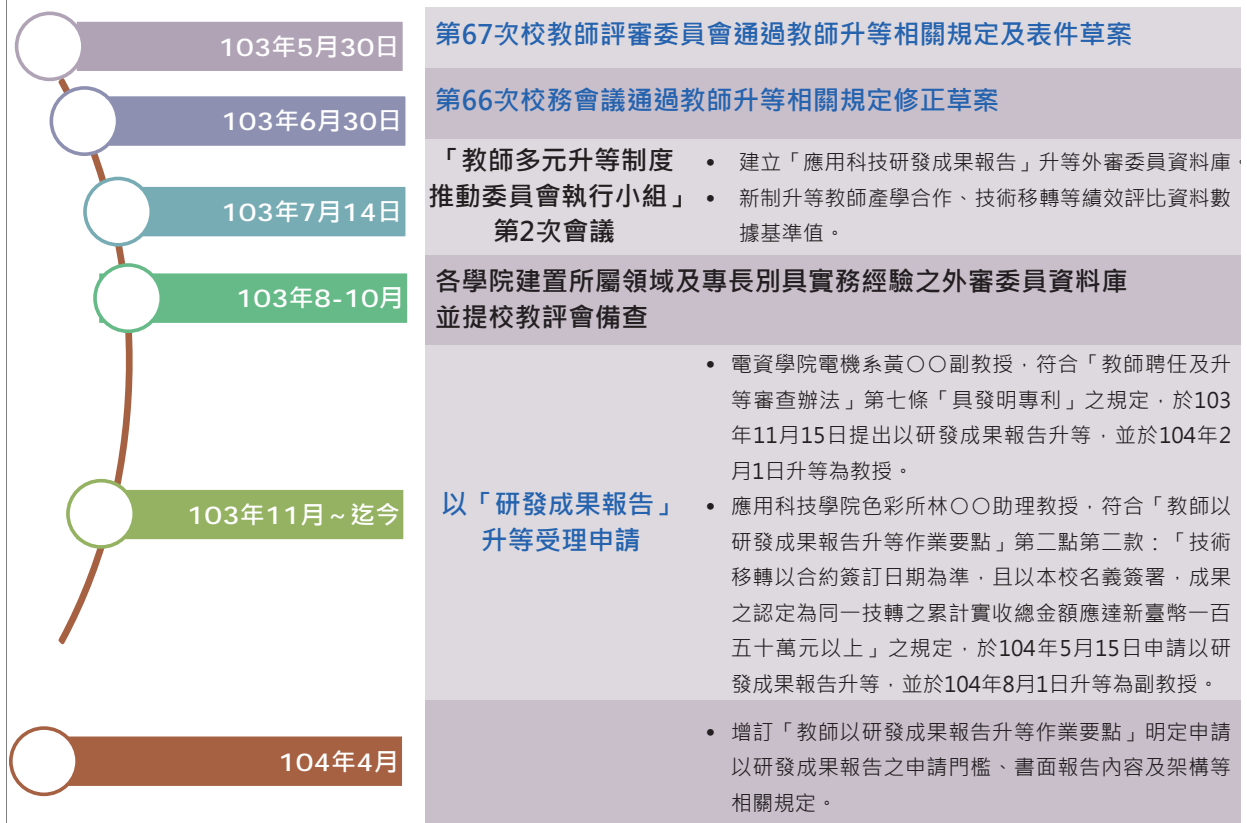 103年5月30日
第67次校教師評審委員會通過教師升等相關規定及表件草案
103年6月30日
第66次校務會議通過教師升等相關規定修正草案
103年7月14日
「教師多元升等制度
推動委員會執行小組」
第2次會議
• 建立「應用科技研發成果報告」升等外審委員資料庫。
• 新制升等教師產學合作、技術移轉等績效評比資料數
據基準值。
103年8-10月
各學院建置所屬領域及專長別具實務經驗之外審委員資料庫
並提校教評會備查
103年11月~迄今
以「研發成果報告」
升等受理申請
• 電資學院電機系黃○○副教授，符合「教師聘任及升
等審查辦法」第七條「具發明專利」之規定，於103
年11月15日提出以研發成果報告升等，並於104年2
月1日升等為教授。
• 應用科技學院色彩所林○○助理教授，符合「教師以
研發成果報告升等作業要點」第二點第二款：「技術
移轉以合約簽訂日期為準，且以本校名義簽署，成果
之認定為同一技轉之累計實收總金額應達新臺幣一百
五十萬元以上」之規定，於104年5月15日申請以研
發成果報告升等，並於104年8月1日升等為副教授。
104年4月
• 增訂「教師以研發成果報告升等作業要點」明定申請
以研發成果報告之申請門檻、書面報告內容及架構等
相關規定。